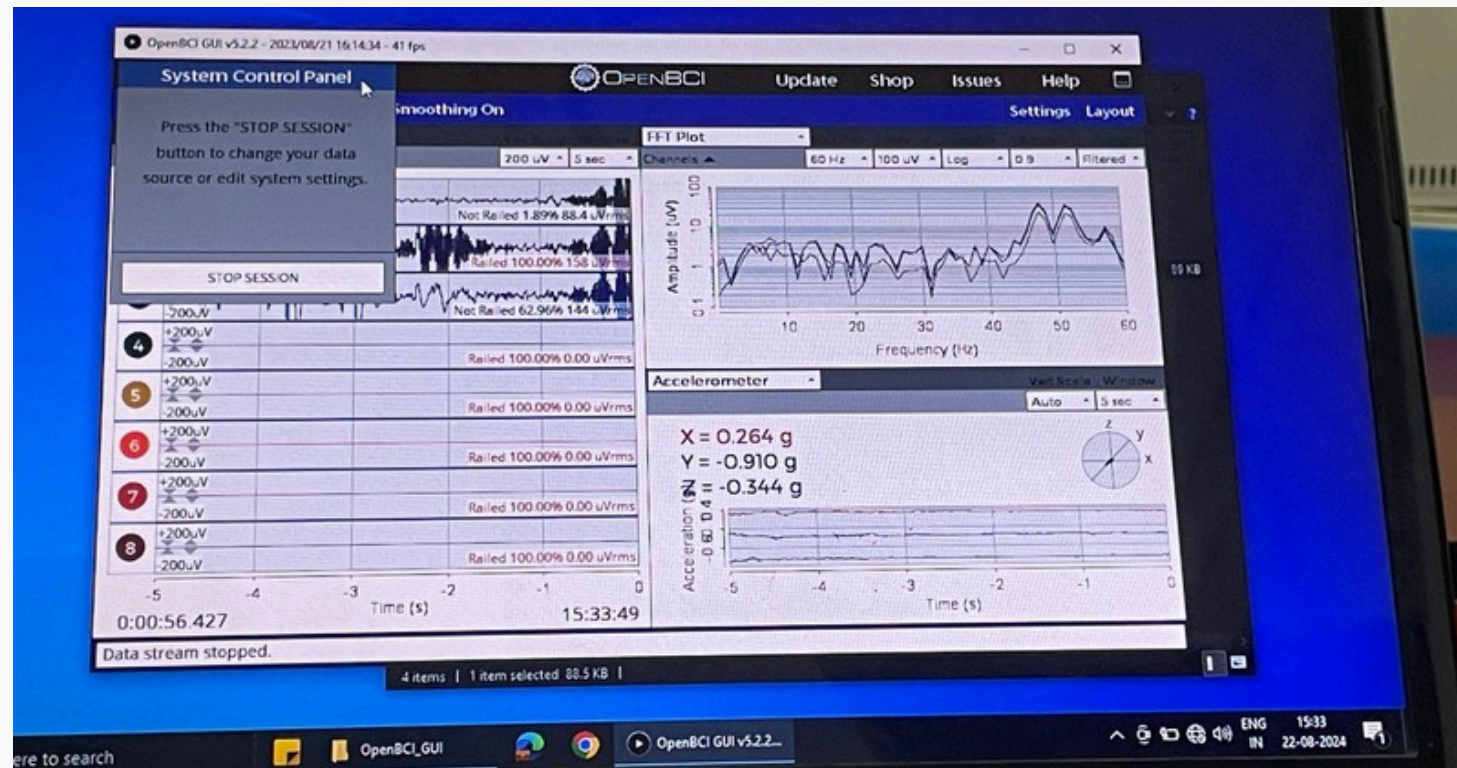 OpenBCI GUI v5.2.2 - 2023/08/21 16:14:34 - 41 fps
System Control Panel
OPENBCI
Update Shop Issues Help
Smoothing On
Settings Layout
Press the "STOP SESSION"
button to change your data
source or edit system settings.
STOP SESSION
200 uV 5 sec
Not Railed 1.89% 88.4 uVrms
Railed 100.00% 158 uVrms
-200uV
Not Railed 62.96% 144 uVrms
4
+200uV
-200uV
Railed 100.00% 0.00 uVrms
5
+200uV
-200uV
Railed 100.00% 0.00 uVrms
6
+200uV
-200uV
Railed 100.00% 0.00 uVrms
7
+200uV
-200uV
Railed 100.00% 0.00 uVrms
8
+200uV
-200uV
Railed 100.00% 0.00 uVrms
-5 -4 -3 -2 -1 0
Time (s)
0:00:56.427 15:33:49
FFT Plot
Channels 60 Hz 100 uV Log 0.9 Filtered
Amplitude (uV)
100
10
1
0.1
10 20 30 40 50 60
Frequency (Hz)
Accelerometer
Vert Scale Window
Auto 5 sec
X = 0.264 g
Y = -0.910 g
Z = -0.344 g
Z
Y
X
Acceleration
-5 -4 -3 -2 -1 0
Time (s)
Data stream stopped.
4 items | 1 item selected 88.5 KB |
89 KB
ere to search
OpenBCI_GUI
OpenBCI GUI v5.2.2...
ENG
IN
15:33
22-08-2024
1